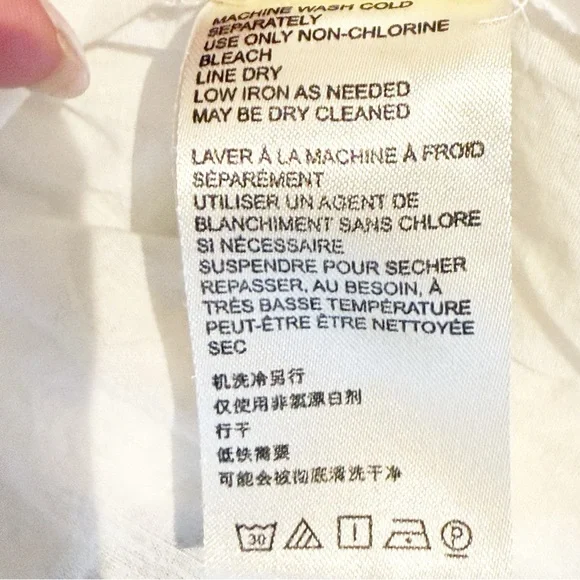 MACHINE WASH COLD
SEPARATELY
USE ONLY NON-CHLORINE
BLEACH
LINE DRY
LOW IRON AS NEEDED
MAY BE DRY CLEANED
LAVER À LA MACHINE À FROID
SÉPARÉMENT
UTILISER UN AGENT DE
BLANCHIMENT SANS CHLORE
SI NÉCESSAIRE
SUSPENDRE POUR SECHER
REPASSER, AU BESOIN, À
TRÈS BASSE TEMPÉRATURE
PEUT-ÊTRE ÊTRE NETTOYÉE
SEC
机洗冷另行
仅使用非氯漂白剂
行干
低铁需要
可能会被彻底清洗干净
30 P